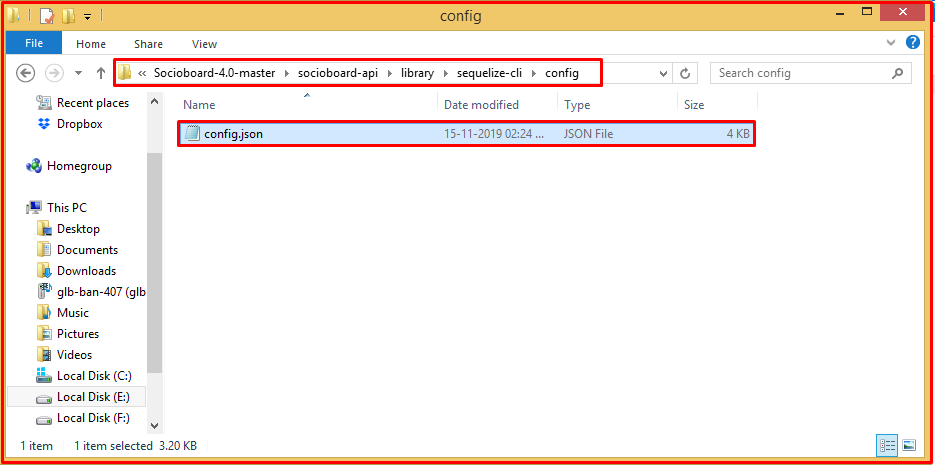 config
File Home Share View
« Socioboard-4.0-master socioboard-api library sequelize-cli config Search config
Name Date modified Type Size
Recent places
Dropbox
config.json 15-11-2019 02:24 ... JSON File 4 KB
Homegroup
This PC
Desktop
Documents
Downloads
glb-ban-407 (glb
Music
Pictures
Videos
Local Disk (C:)
Local Disk (E:)
Local Disk (F:)
1 item 1 item selected 3.20 KB